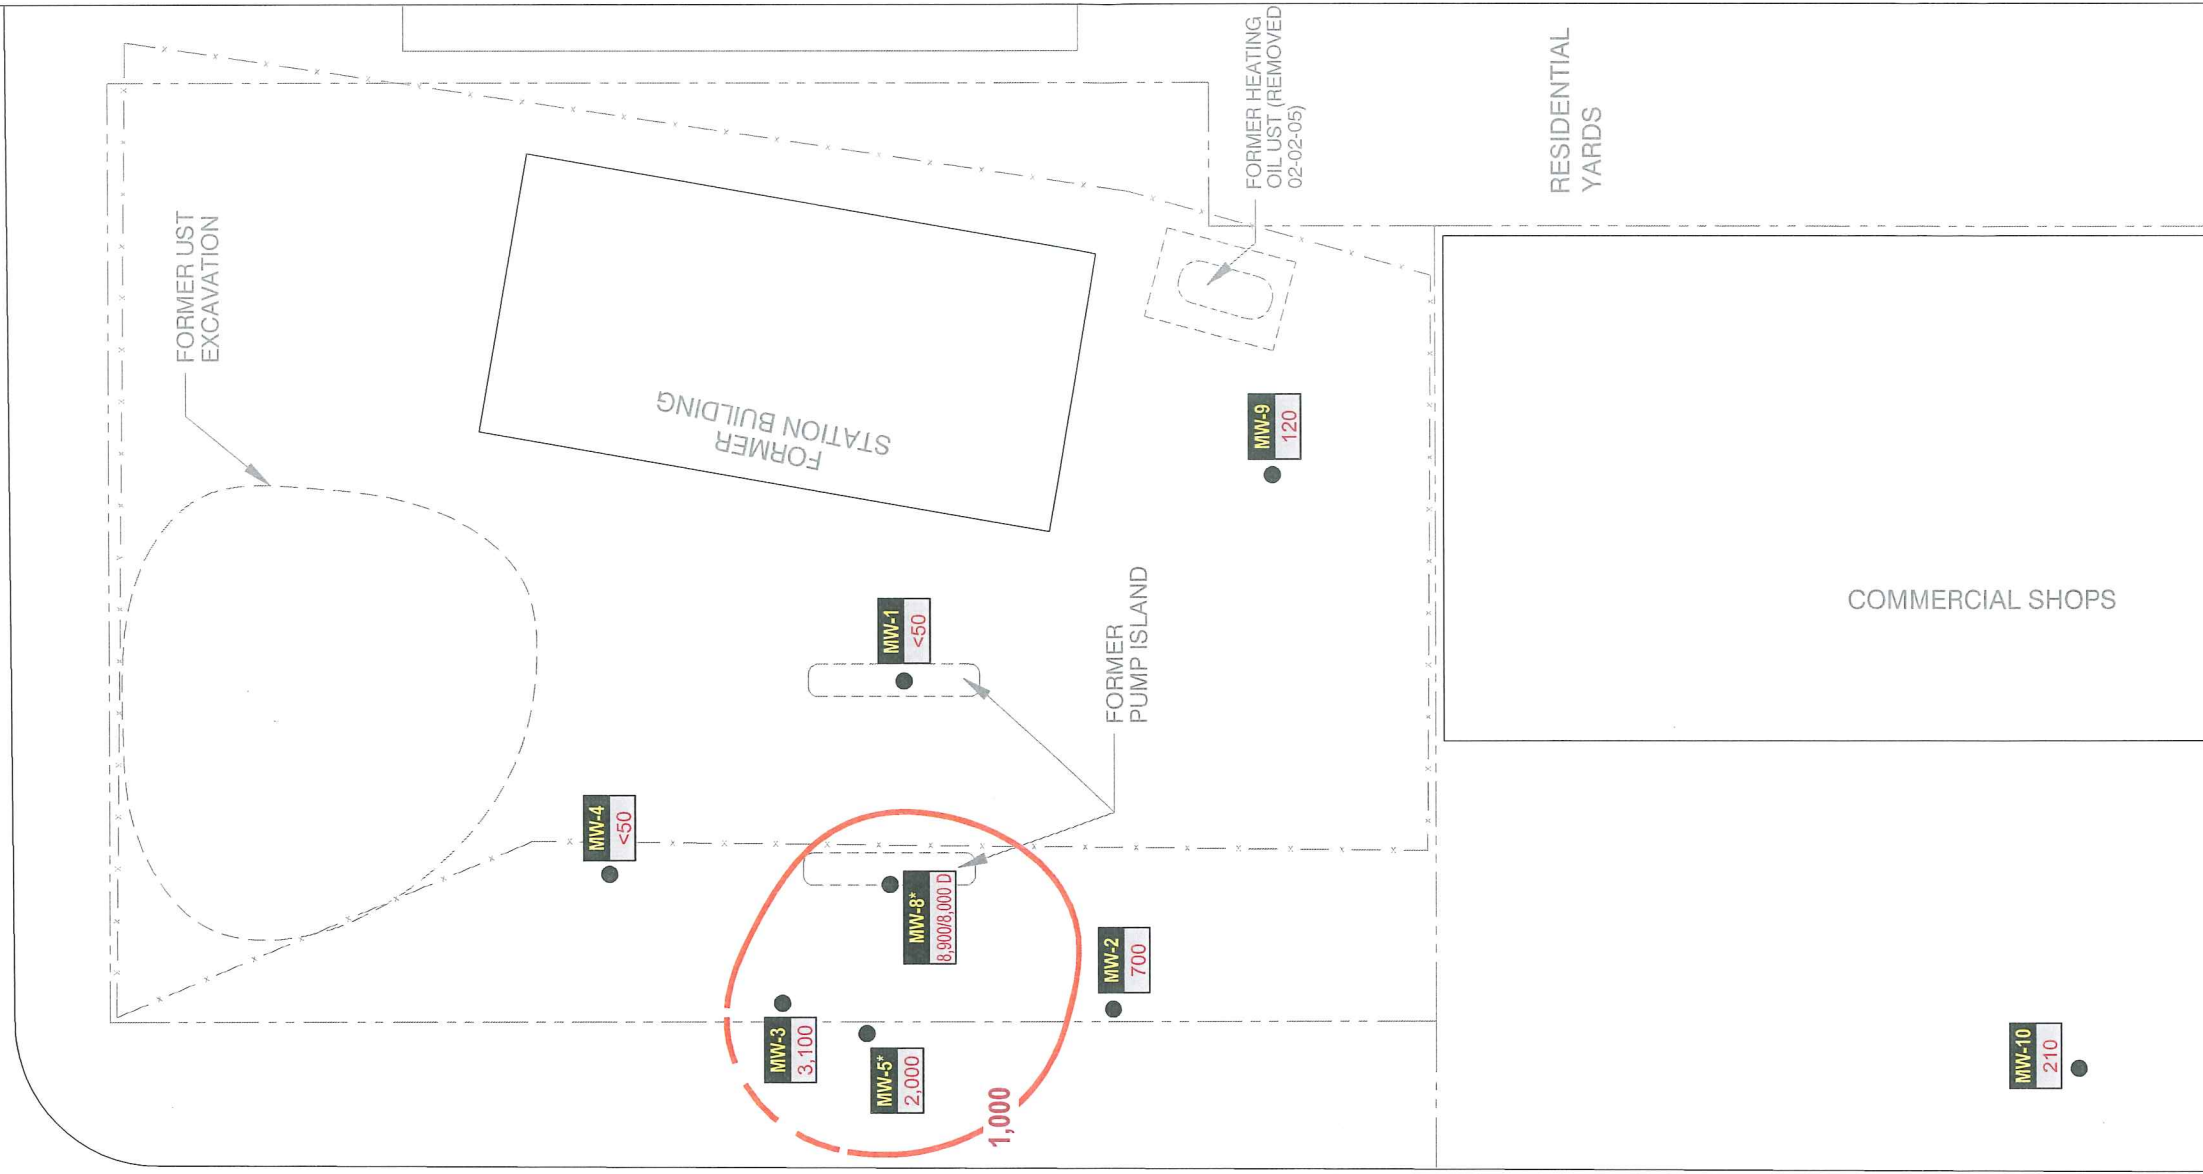 FORMER UST
EXCAVATION
FORMER
STATION BUILDING
FORMER HEATING
OIL UST (REMOVED
02-02-05)
RESIDENTIAL
YARDS
MW-9
120
MW-1
<50
FORMER
PUMP ISLAND
COMMERCIAL SHOPS
MW-4
<50
MW-8*
8,900/8,000 D
MW-2
700
MW-3
3,100
MW-5*
2,000
1,000
MW-10
210